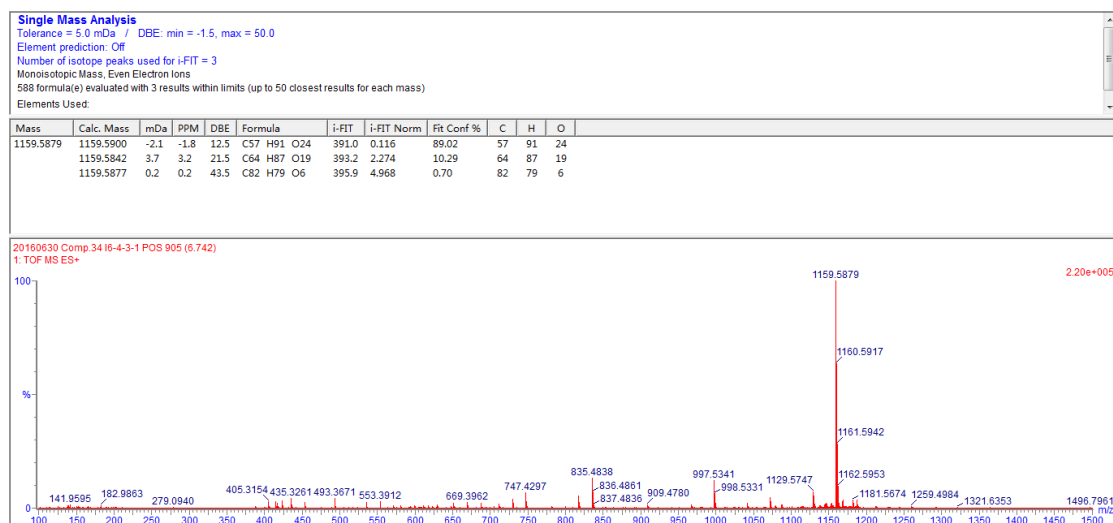 Single Mass Analysis
Tolerance = 5.0 mDa / DBE: min = -1.5, max = 50.0
Element prediction: Off
Number of isotope peaks used for i-FIT = 3
Monoisotopic Mass, Even Electron Ions
588 formula(e) evaluated with 3 results within limits (up to 50 closest results for each mass)
Elements Used:
Mass Calc. Mass mDa PPM DBE Formula i-FIT i-FIT Norm Fit Conf % C H O
1159.5879 1159.5900 -2.1 -1.8 12.5 C57 H91 O24 391.0 0.116 89.02 57 91 24
1159.5842 3.7 3.2 21.5 C64 H87 O19 393.2 2.274 10.29 64 87 19
1159.5877 0.2 0.2 43.5 C82 H79 O6 395.9 4.968 0.70 82 79 6
20160630 Comp.34 I6-4-3-1 POS 905 (6.742)
1: TOF MS ES+
2.20e+005
100
1159.5879
1160.5917
%
1161.5942
835.4838
997.5341
1162.5953
836.4861
1129.5747
747.4297
405.3154
998.5331
435.3261
493.3671
909.4780
837.4836
1181.5674
182.9863
553.3912
669.3962
141.9595
279.0940
1259.4984
1321.6353
1496.7961
0
m/z
100 150 200 250 300 350 400 450 500 550 600 650 700 750 800 850 900 950 1000 1050 1100 1150 1200 1250 1300 1350 1400 1450 1500